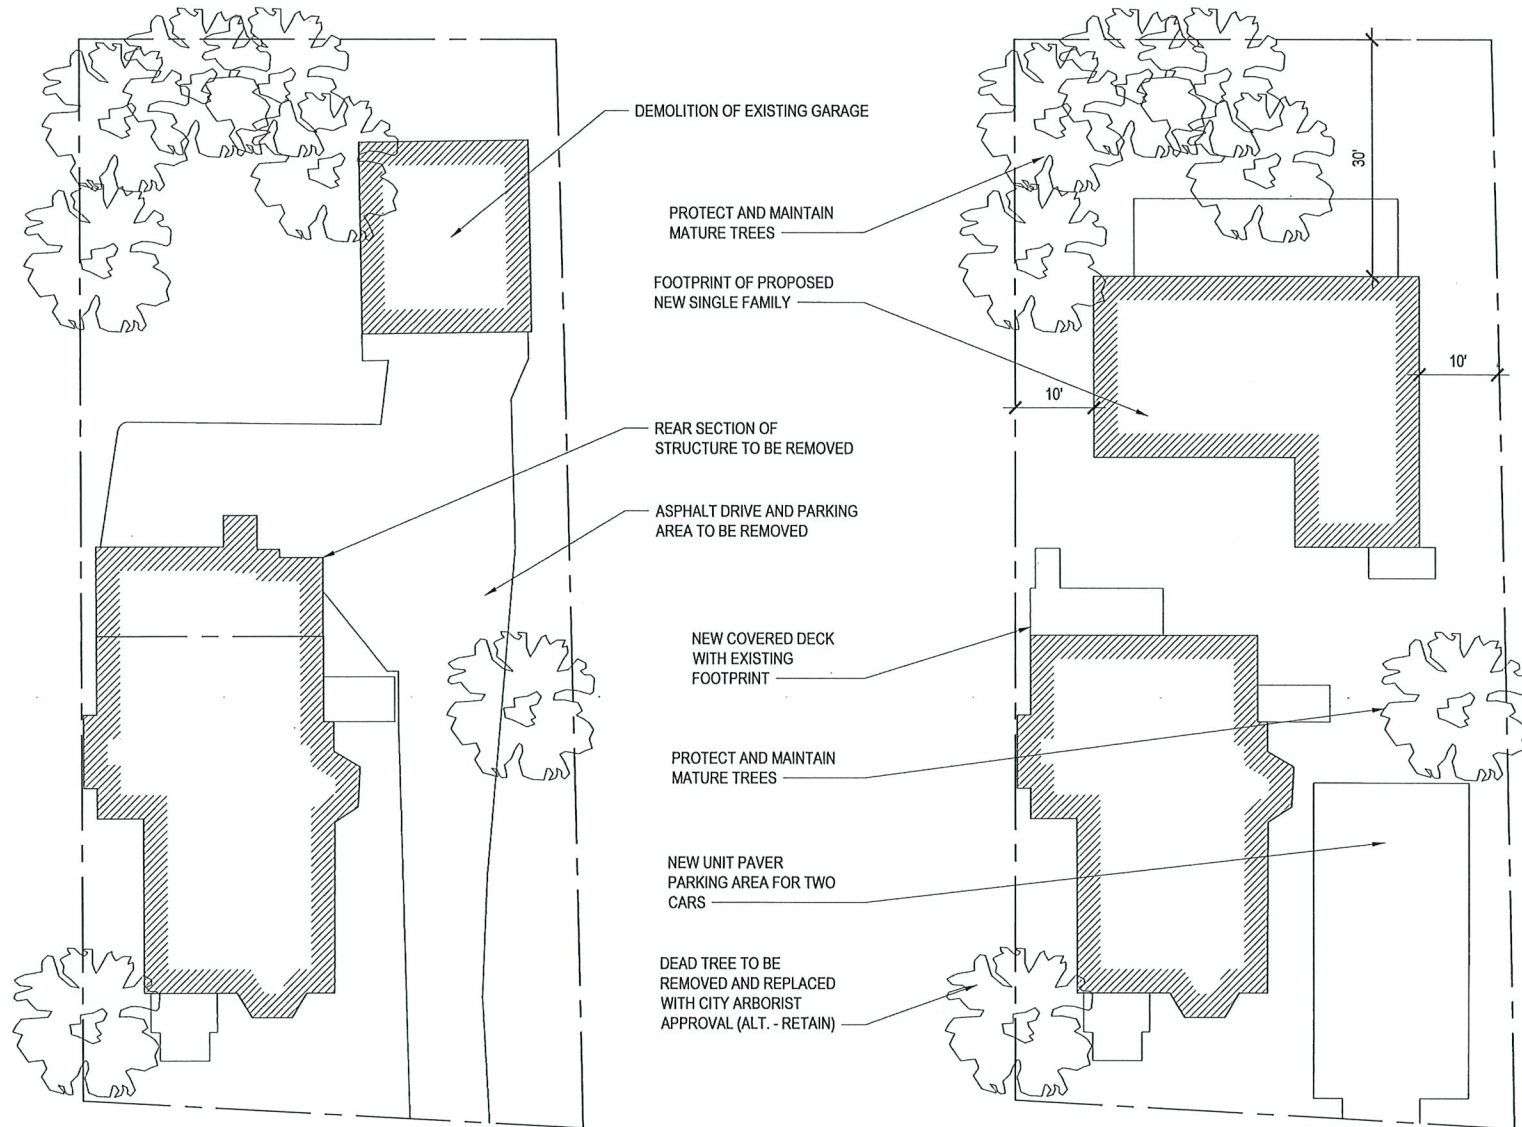 DEMOLITION OF EXISTING GARAGE
PROTECT AND MAINTAIN
MATURE TREES
30'
FOOTPRINT OF PROPOSED
NEW SINGLE FAMILY
10'
10'
REAR SECTION OF
STRUCTURE TO BE REMOVED
ASPHALT DRIVE AND PARKING
AREA TO BE REMOVED
NEW COVERED DECK
WITH EXISTING
FOOTPRINT
PROTECT AND MAINTAIN
MATURE TREES
NEW UNIT PAVER
PARKING AREA FOR TWO
CARS
DEAD TREE TO BE
REMOVED AND REPLACED
WITH CITY ARBORIST
APPROVAL (ALT. - RETAIN)